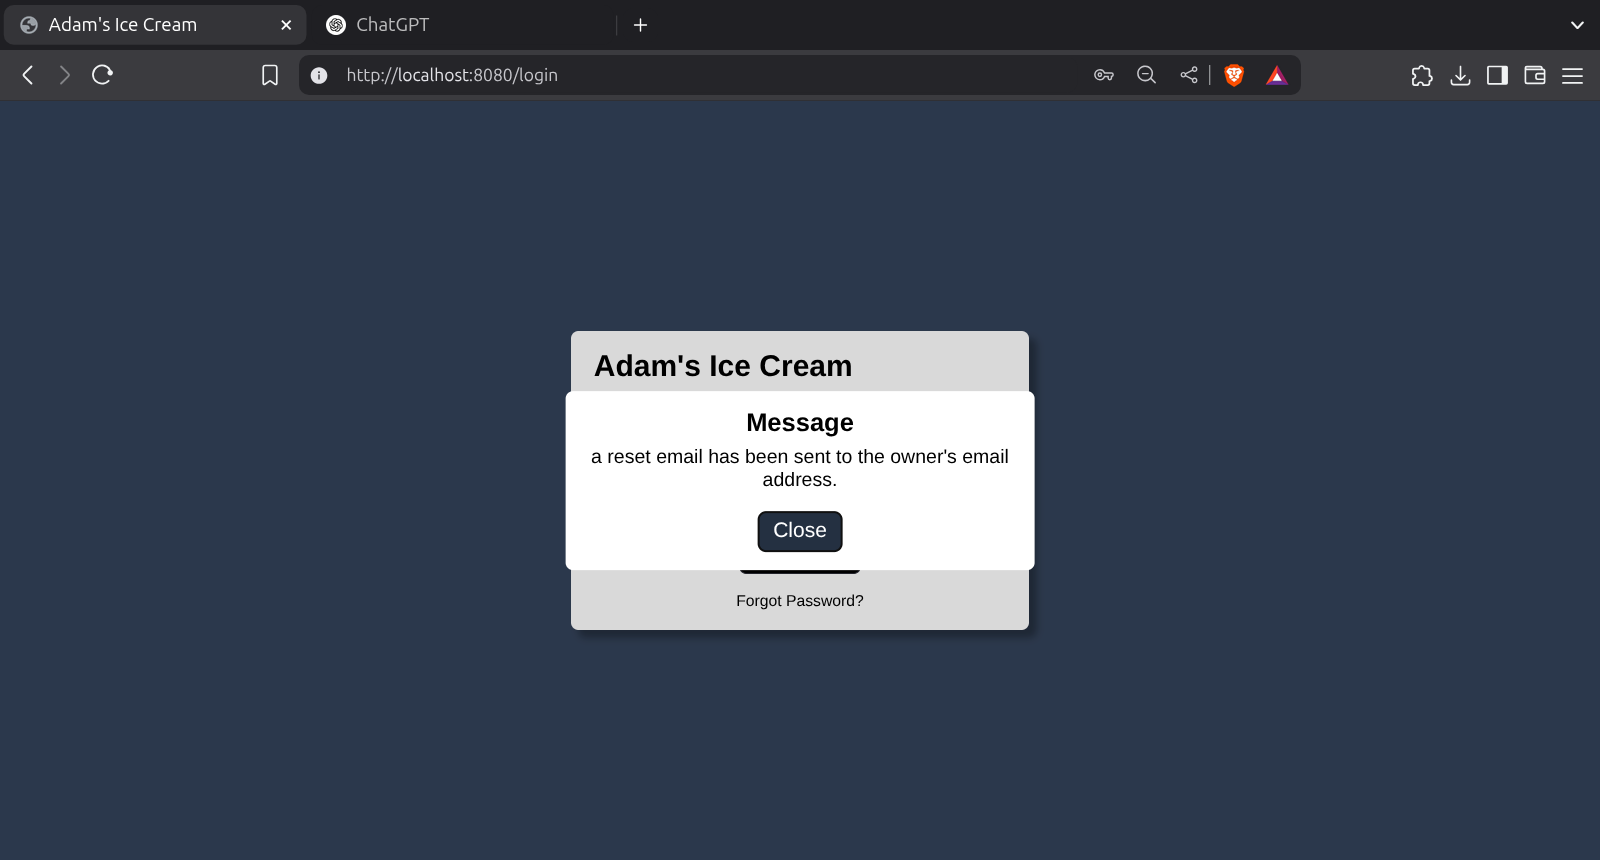 Adam's Ice Cream
ChatGPT
http://localhost:8080/login
Adam's Ice Cream
Message
a reset email has been sent to the owner's email
address.
Close
Forgot Password?